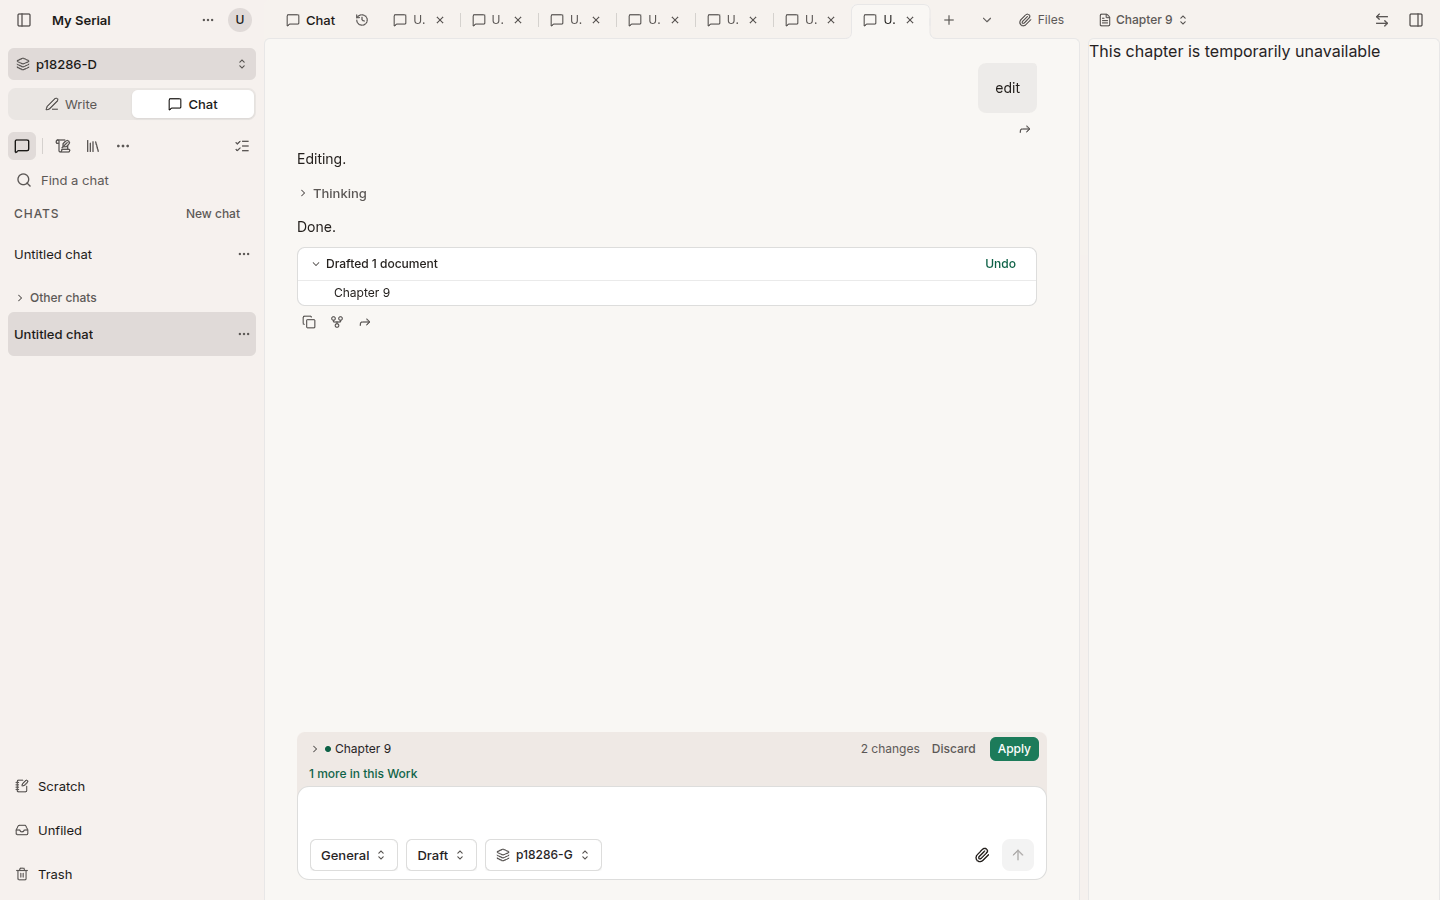 My Serial
U
p18286-D
Write
Chat
Find a chat
CHATS
New chat
Untitled chat
Other chats
Untitled chat
Scratch
Unfiled
Trash
Chat
U.
U.
U.
U.
U.
U.
U.
Files
Chapter 9
edit
Editing.
Thinking
Done.
Drafted 1 document
Undo
Chapter 9
Chapter 9
2 changes
Discard
Apply
1 more in this Work
General
Draft
p18286-G
This chapter is temporarily unavailable